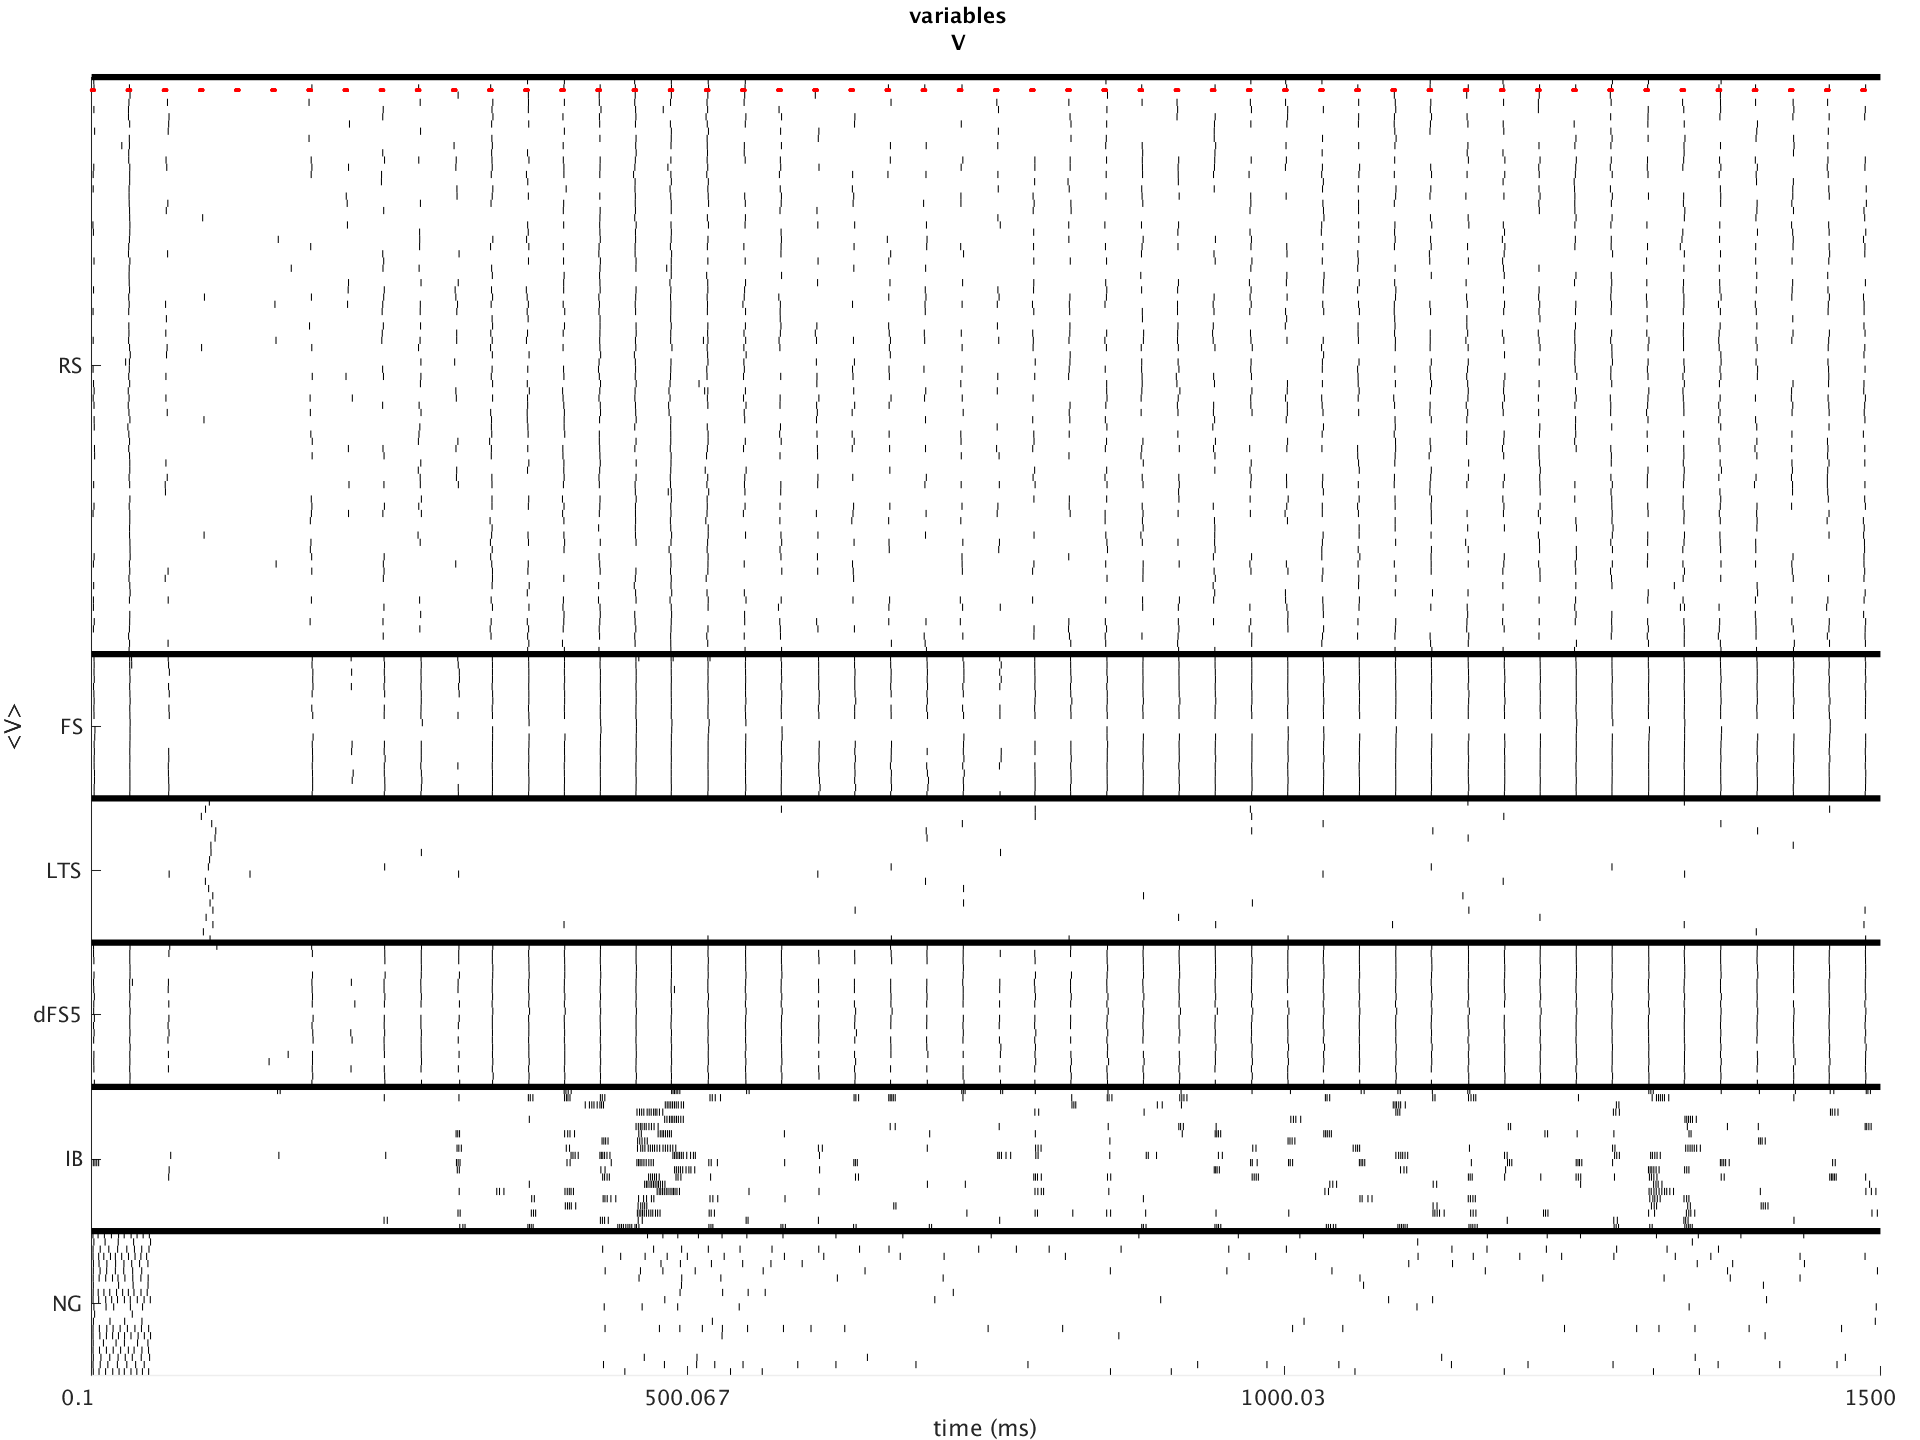 variables
V
RS
FS
<V>
LTS
dFS5
IB
NG
0.1
500.067
1000.03
1500
time (ms)